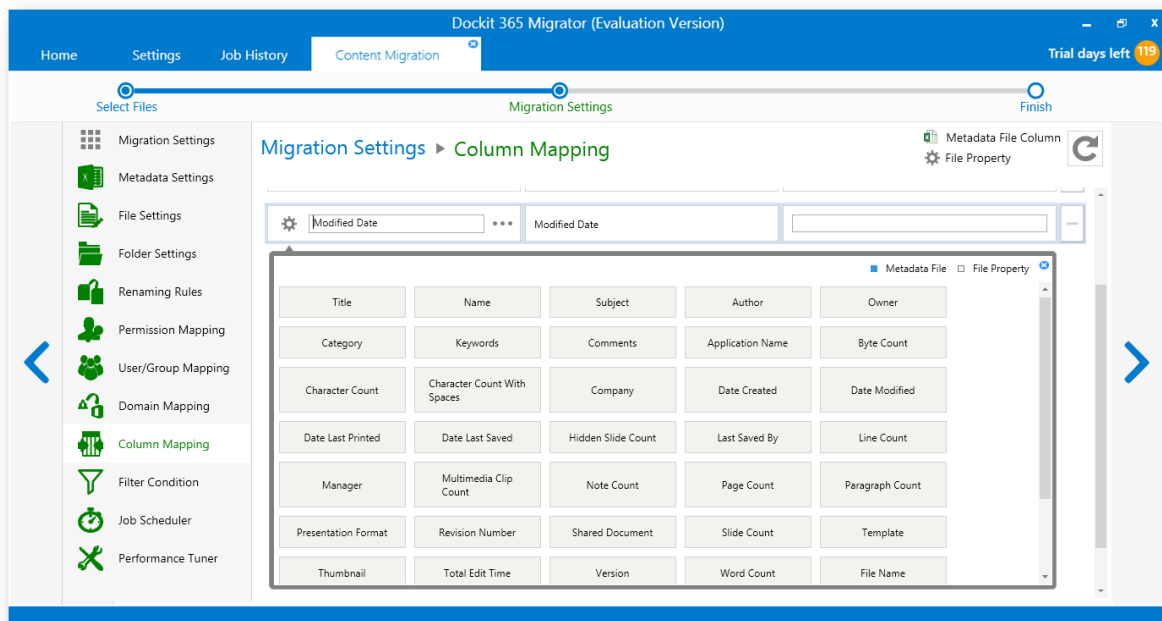 Dockit 365 Migrator (Evaluation Version)
Home Settings Job History Content Migration Trial days left 119
Select Files Migration Settings Finish
Migration Settings
Metadata Settings
File Settings
Folder Settings
Renaming Rules
Permission Mapping
User/Group Mapping
Domain Mapping
Column Mapping
Filter Condition
Job Scheduler
Performance Tuner
Migration Settings Column Mapping
Metadata File Column
File Property
Modified Date Modified Date
Metadata File File Property
Title Name Subject Author Owner
Category Keywords Comments Application Name Byte Count
Character Count Character Count With Spaces Company Date Created Date Modified
Date Last Printed Date Last Saved Hidden Slide Count Last Saved By Line Count
Manager Multimedia Clip Count Note Count Page Count Paragraph Count
Presentation Format Revision Number Shared Document Slide Count Template
Thumbnail Total Edit Time Version Word Count File Name